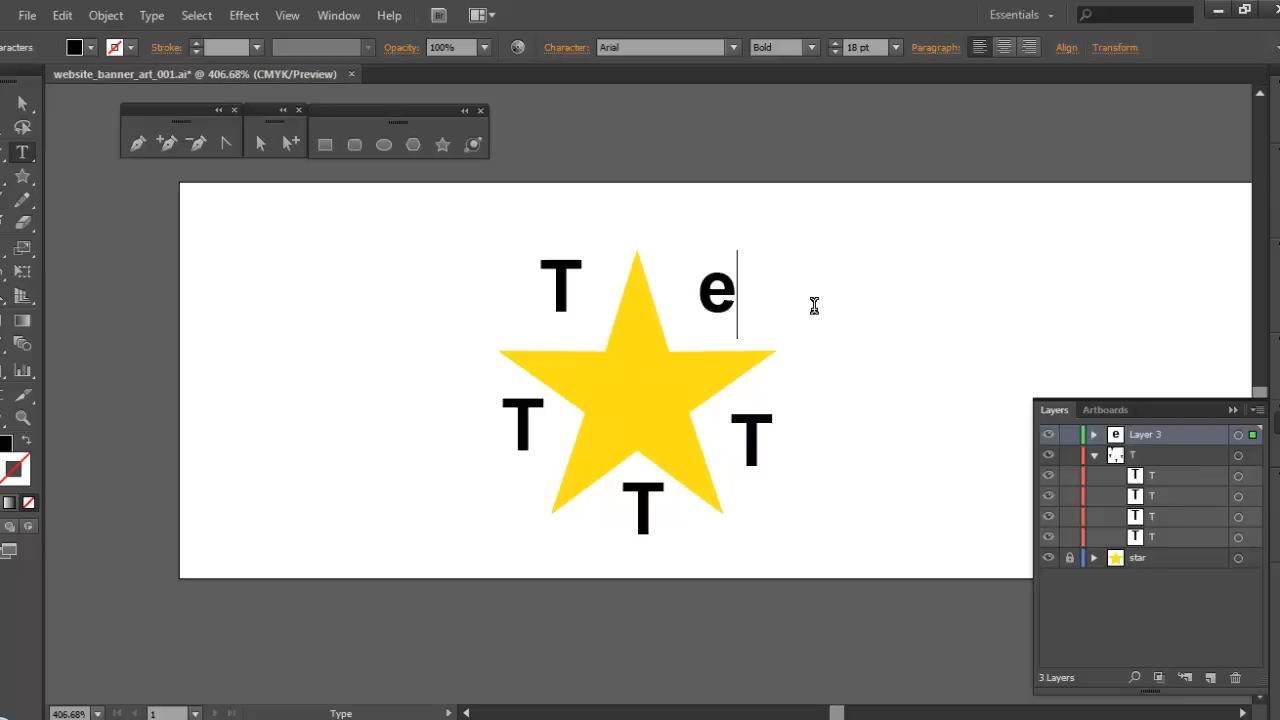 File Edit Object Type Select Effect View Window Help Br Essentials
aracters Stroke: Opacity: 100% Character: Arial Bold 18 pt Paragraph: Align Transform
website_banner_art_001.ai* @ 406.68% (CMYK/Preview) ×
T e
T T
T
Layers Artboards
e Layer 3
T
T T
T T
T T
T T
star
3 Layers
406.68% 1 Type